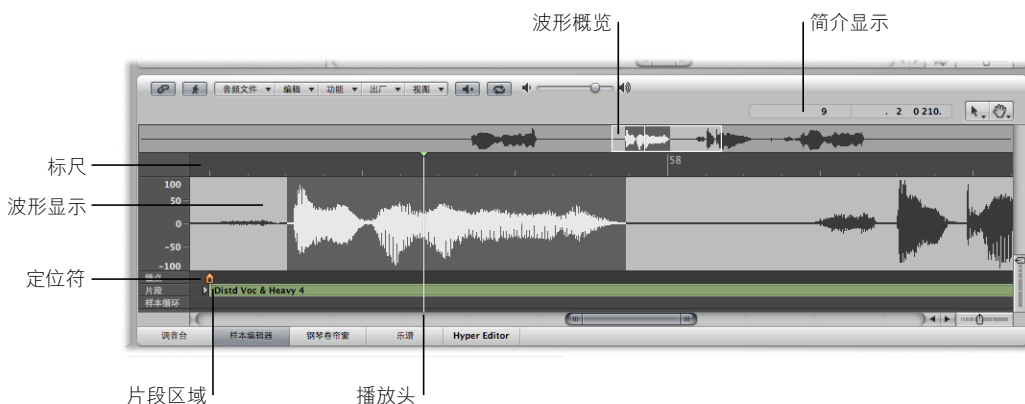 波形概览
简介显示
音频文件 编辑 功能 出厂 视图
9 . 2 0 210.
标尺
58
波形显示
100
50
0
-50
-100
定位符
锚点
片段 Distd Voc & Heavy 4
样本循环
调音台 样本编辑器 钢琴卷帘窗 乐谱 Hyper Editor
片段区域
播放头